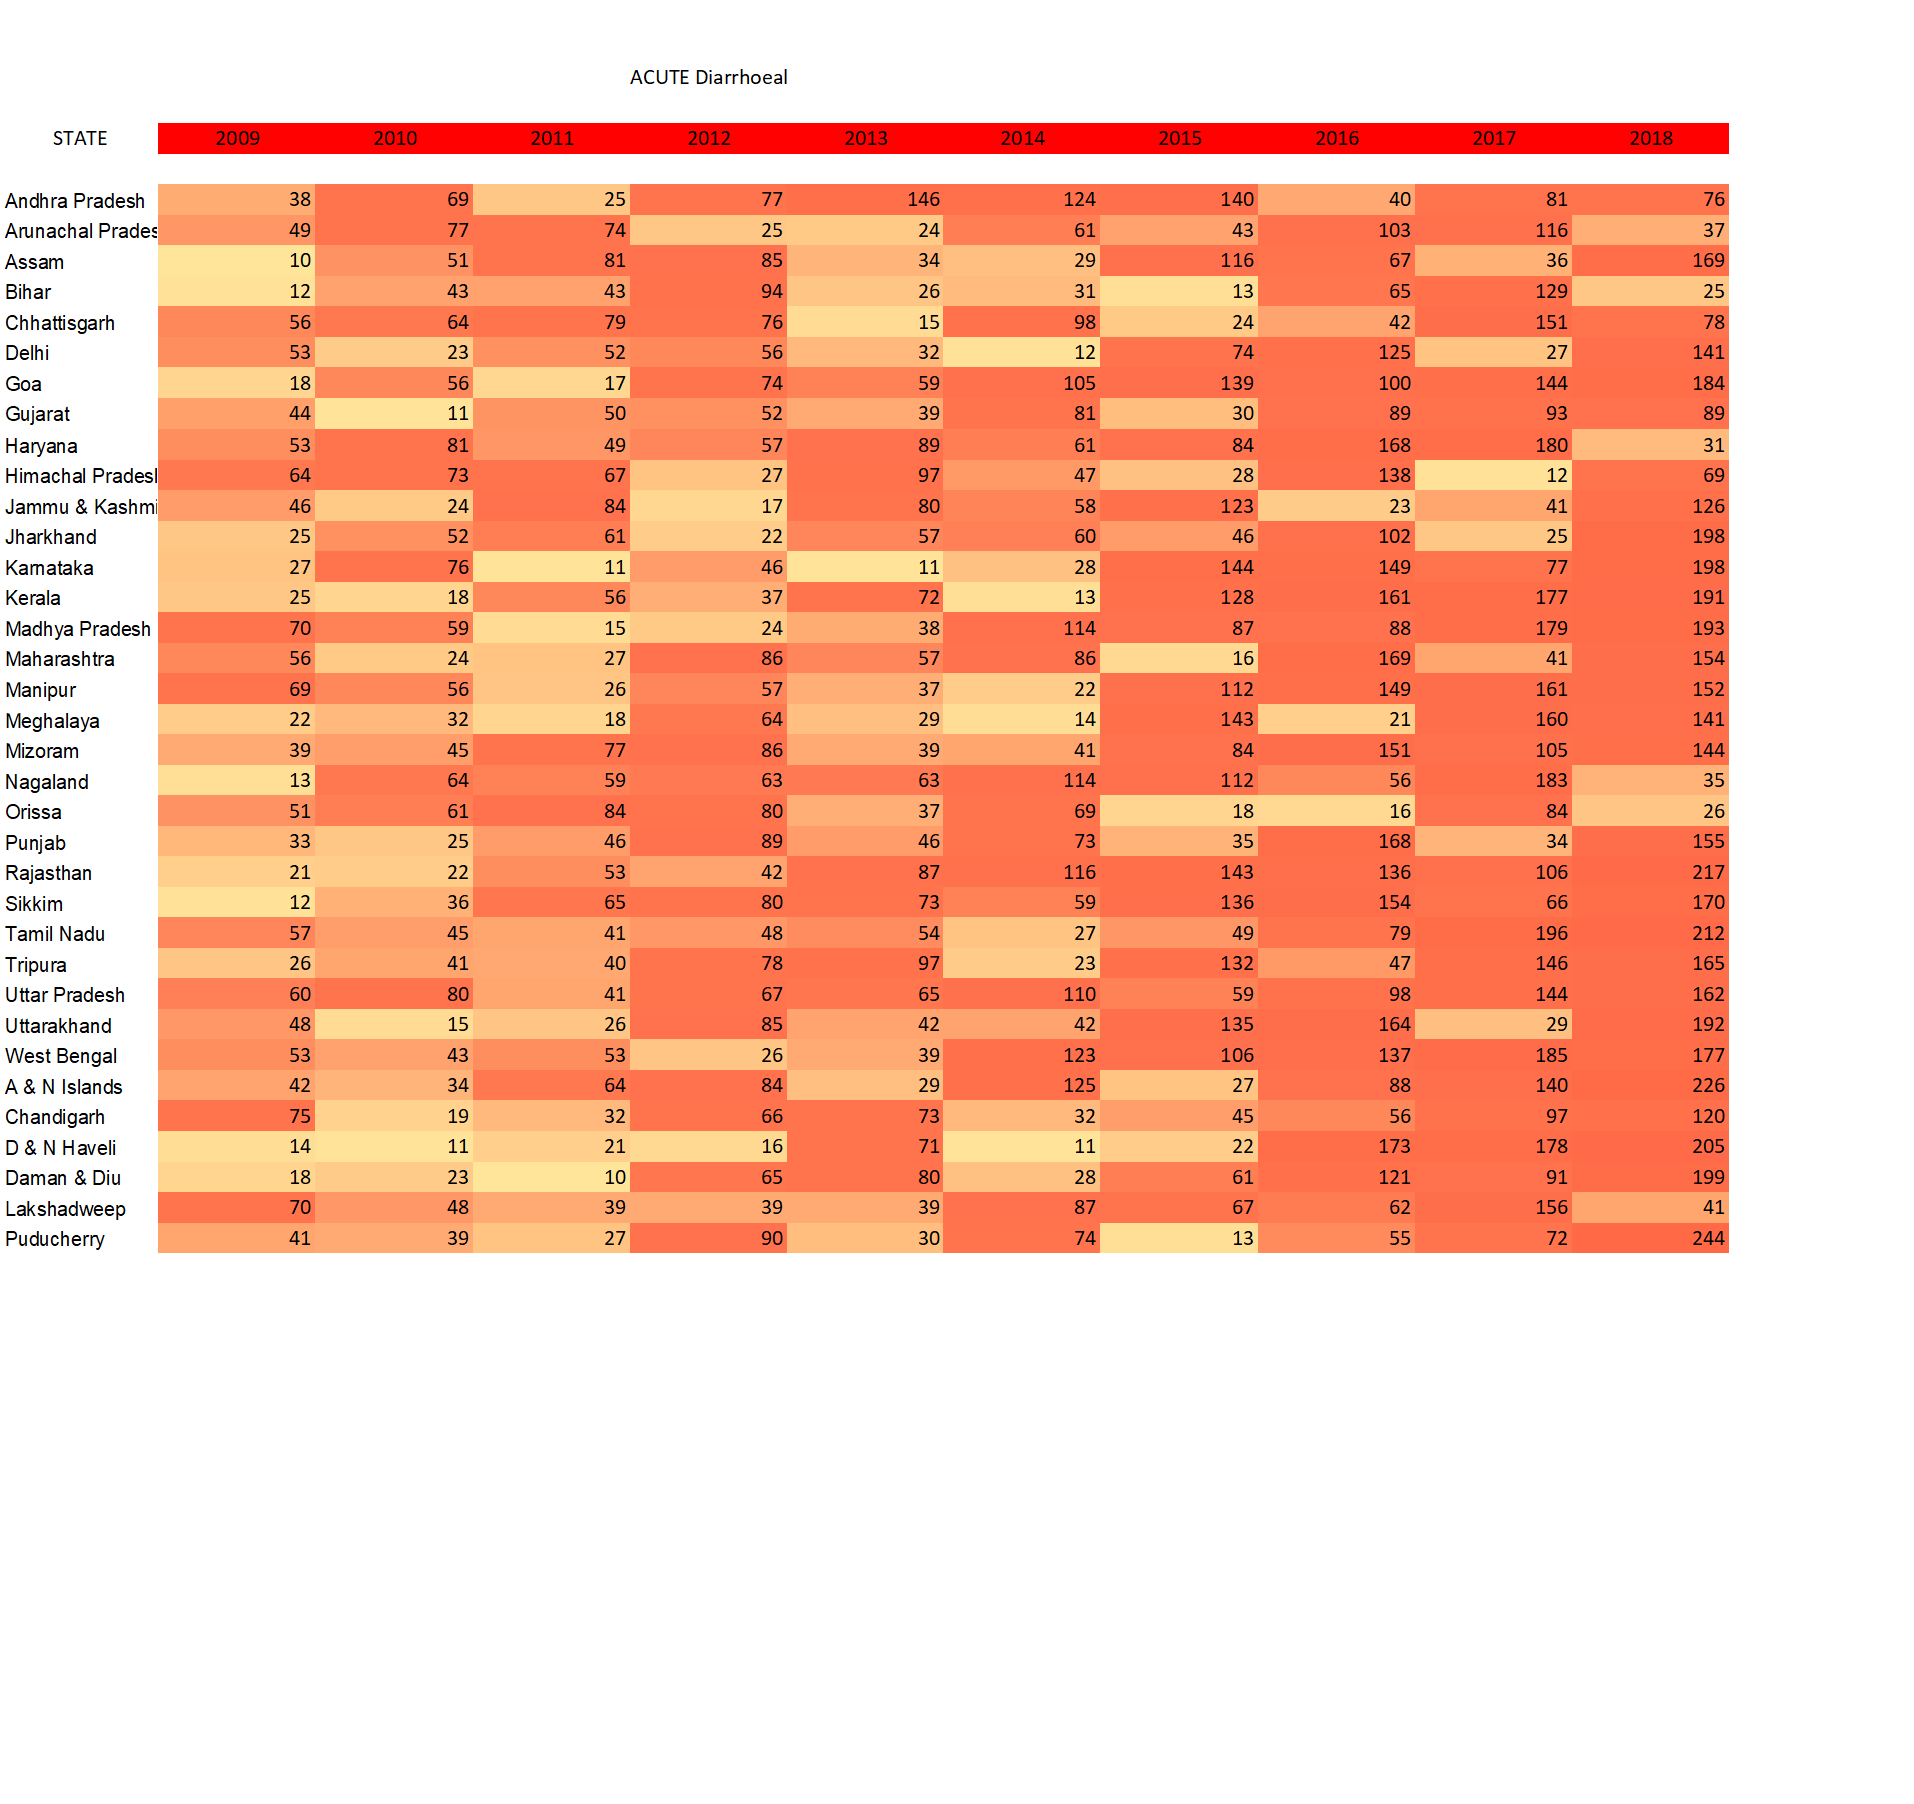 ACUTE Diarrhoeal
STATE 2009 2010 2011 2012 2013 2014 2015 2016 2017 2018
Andhra Pradesh 38 69 25 77 146 124 140 40 81 76
Arunachal Prades 49 77 74 25 24 61 43 103 116 37
Assam 10 51 81 85 34 29 116 67 36 169
Bihar 12 43 43 94 26 31 13 65 129 25
Chhattisgarh 56 64 79 76 15 98 24 42 151 78
Delhi 53 23 52 56 32 12 74 125 27 141
Goa 18 56 17 74 59 105 139 100 144 184
Gujarat 44 11 50 52 39 81 30 89 93 89
Haryana 53 81 49 57 89 61 84 168 180 31
Himachal Pradesh 64 73 67 27 97 47 28 138 12 69
Jammu & Kashmi 46 24 84 17 80 58 123 23 41 126
Jharkhand 25 52 61 22 57 60 46 102 25 198
Karnataka 27 76 11 46 11 28 144 149 77 198
Kerala 25 18 56 37 72 13 128 161 177 191
Madhya Pradesh 70 59 15 24 38 114 87 88 179 193
Maharashtra 56 24 27 86 57 86 16 169 41 154
Manipur 69 56 26 57 37 22 112 149 161 152
Meghalaya 22 32 18 64 29 14 143 21 160 141
Mizoram 39 45 77 86 39 41 84 151 105 144
Nagaland 13 64 59 63 63 114 112 56 183 35
Orissa 51 61 84 80 37 69 18 16 84 26
Punjab 33 25 46 89 46 73 35 168 34 155
Rajasthan 21 22 53 42 87 116 143 136 106 217
Sikkim 12 36 65 80 73 59 136 154 66 170
Tamil Nadu 57 45 41 48 54 27 49 79 196 212
Tripura 26 41 40 78 97 23 132 47 146 165
Uttar Pradesh 60 80 41 67 65 110 59 98 144 162
Uttarakhand 48 15 26 85 42 42 135 164 29 192
West Bengal 53 43 53 26 39 123 106 137 185 177
A & N Islands 42 34 64 84 29 125 27 88 140 226
Chandigarh 75 19 32 66 73 32 45 56 97 120
D & N Haveli 14 11 21 16 71 11 22 173 178 205
Daman & Diu 18 23 10 65 80 28 61 121 91 199
Lakshadweep 70 48 39 39 39 87 67 62 156 41
Puducherry 41 39 27 90 30 74 13 55 72 244